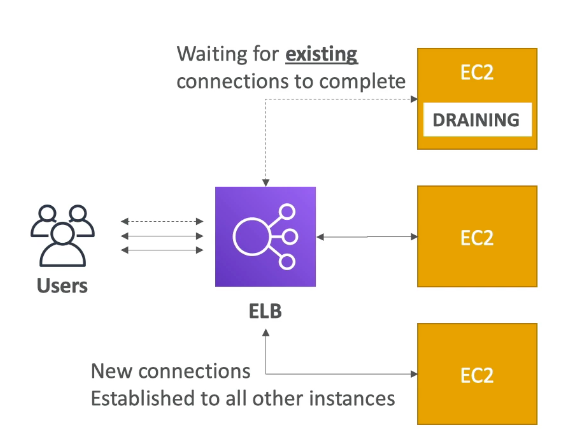 Waiting for existing
connections to complete
EC2
DRAINING
EC2
Users
ELB
New connections
Established to all other instances
EC2